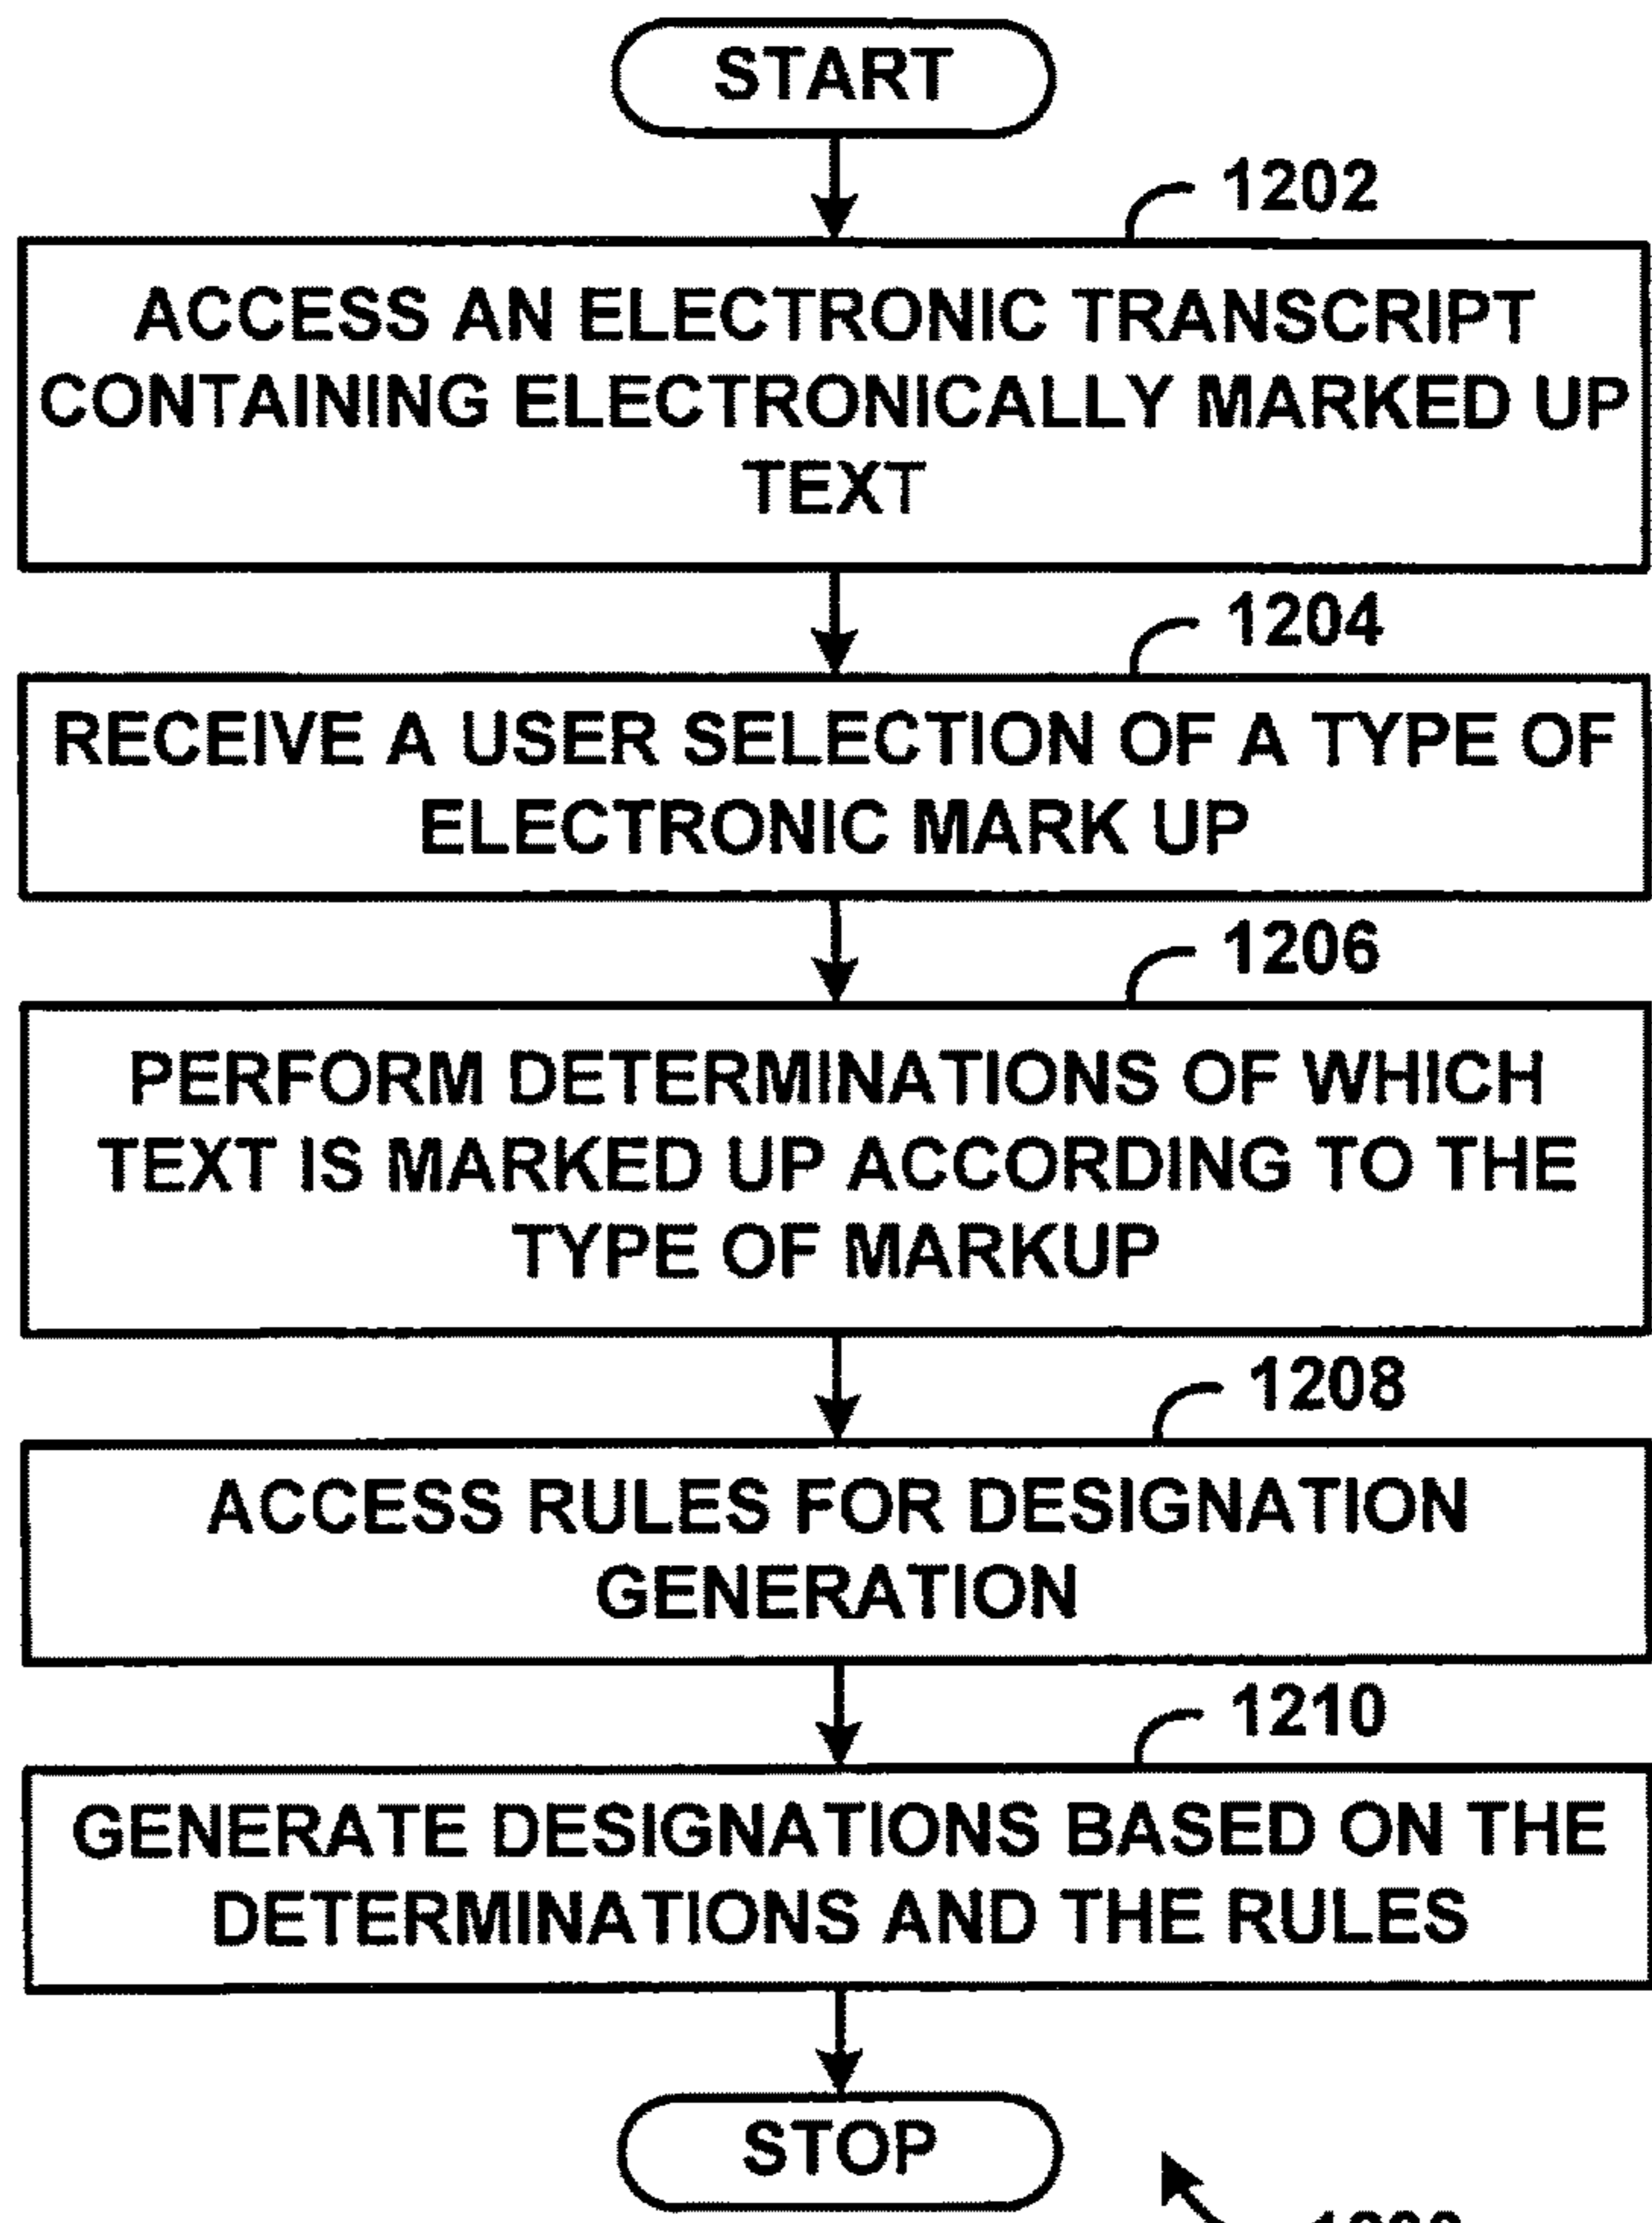 START
1202
ACCESS AN ELECTRONIC TRANSCRIPT
CONTAINING ELECTRONICALLY MARKED UP
TEXT
1204
RECEIVE A USER SELECTION OF A TYPE OF
ELECTRONIC MARK UP
1206
PERFORM DETERMINATIONS OF WHICH
TEXT IS MARKED UP ACCORDING TO THE
TYPE OF MARKUP
1208
ACCESS RULES FOR DESIGNATION
GENERATION
1210
GENERATE DESIGNATIONS BASED ON THE
DETERMINATIONS AND THE RULES
STOP